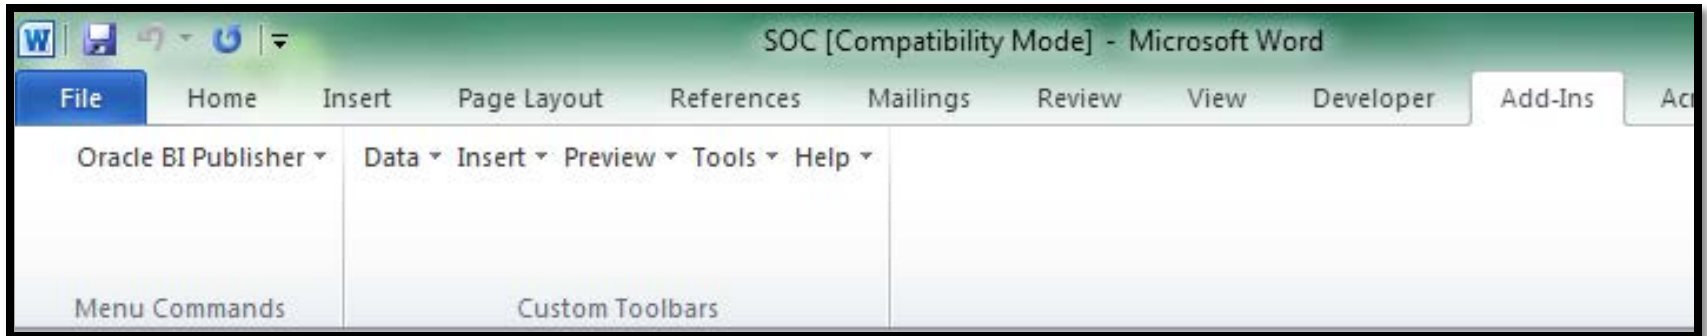 W
SOC [Compatibility Mode] - Microsoft Word
File Home Insert Page Layout References Mailings Review View Developer Add-Ins
Oracle BI Publisher Data Insert Preview Tools Help
Menu Commands Custom Toolbars